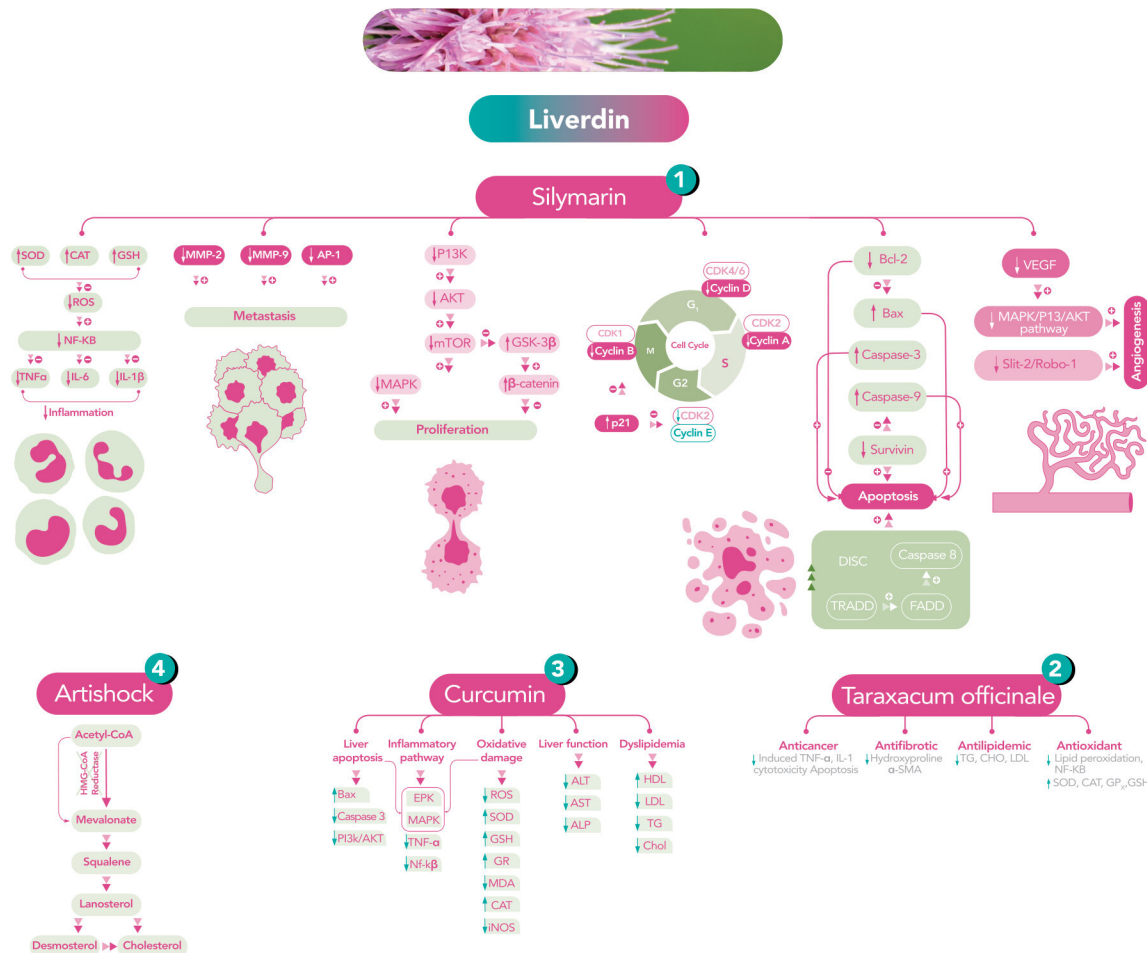 Liverdin
1
Silymarin
↑SOD
↑CAT
↑GSH
↓ROS
↓NF-KB
↓TNFα
↓IL-6
↓IL-1β
↓Inflammation
↓MMP-2
↓MMP-9
↓AP-1
Metastasis
↓P13K
↓AKT
↓mTOR
↑GSK-3β
↓MAPK
↑β-catenin
Proliferation
CDK4/6
↓Cyclin D
G1
CDK1
↓Cyclin B
M
Cell Cycle
S
CDK2
↓Cyclin A
G2
↑p21
↓CDK2
Cyclin E
↓Bcl-2
↑Bax
↑Caspase-3
↑Caspase-9
↓Survivin
Apoptosis
DISC
Caspase 8
TRADD
FADD
↓VEGF
↓MAPK/P13/AKT
pathway
↓Slit-2/Robo-1
Angiogenesis
4
Artishock
Acetyl-CoA
HMG-CoA
Reductase
Mevalonate
Squalene
Lanosterol
Desmosterol
Cholesterol
3
Curcumin
Liver
apoptosis
↑Bax
↓Caspase 3
↓PI3k/AKT
Inflammatory
pathway
EPK
MAPK
↓TNF-α
↓Nf-kβ
Oxidative
damage
↓ROS
↑SOD
↑GSH
↑GR
↓MDA
↑CAT
↓iNOS
Liver function
↓ALT
↓AST
↓ALP
Dyslipidemia
↑HDL
↓LDL
↓TG
↓Chol
2
Taraxacum officinale
Anticancer
↓Induced TNF-α, IL-1
cytotoxicity Apoptosis
Antifibrotic
↓Hydroxyproline
α-SMA
Antilipidemic
↓TG, CHO, LDL
Antioxidant
↓Lipid peroxidation,
NF-KB
↑SOD, CAT, GPx,GSH